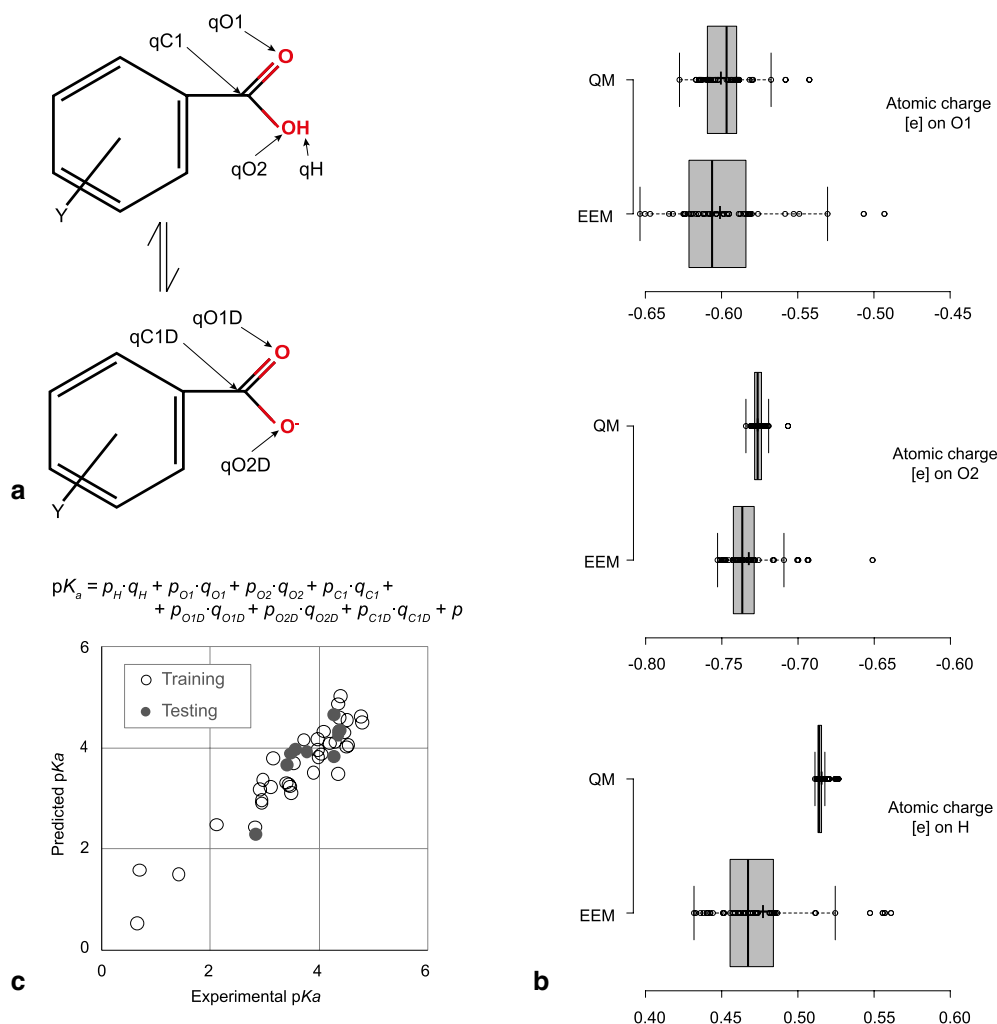 qO1
qC1
O
OH
qO2
qH
Y
qO1D
qC1D
O
O-
qO2D
Y
a
pKa = pH·qH + pO1·qO1 + pO2·qO2 + pC1·qC1 +
+ pO1D·qO1D + pO2D·qO2D + pC1D·qC1D + p
6
4
2
0
Training
Testing
Predicted pKa
0
2
4
6
Experimental pKa
c
QM
EEM
Atomic charge
[e] on O1
-0.65
-0.60
-0.55
-0.50
-0.45
QM
EEM
Atomic charge
[e] on O2
-0.80
-0.75
-0.70
-0.65
-0.60
QM
EEM
Atomic charge
[e] on H
0.40
0.45
0.50
0.55
0.60
b